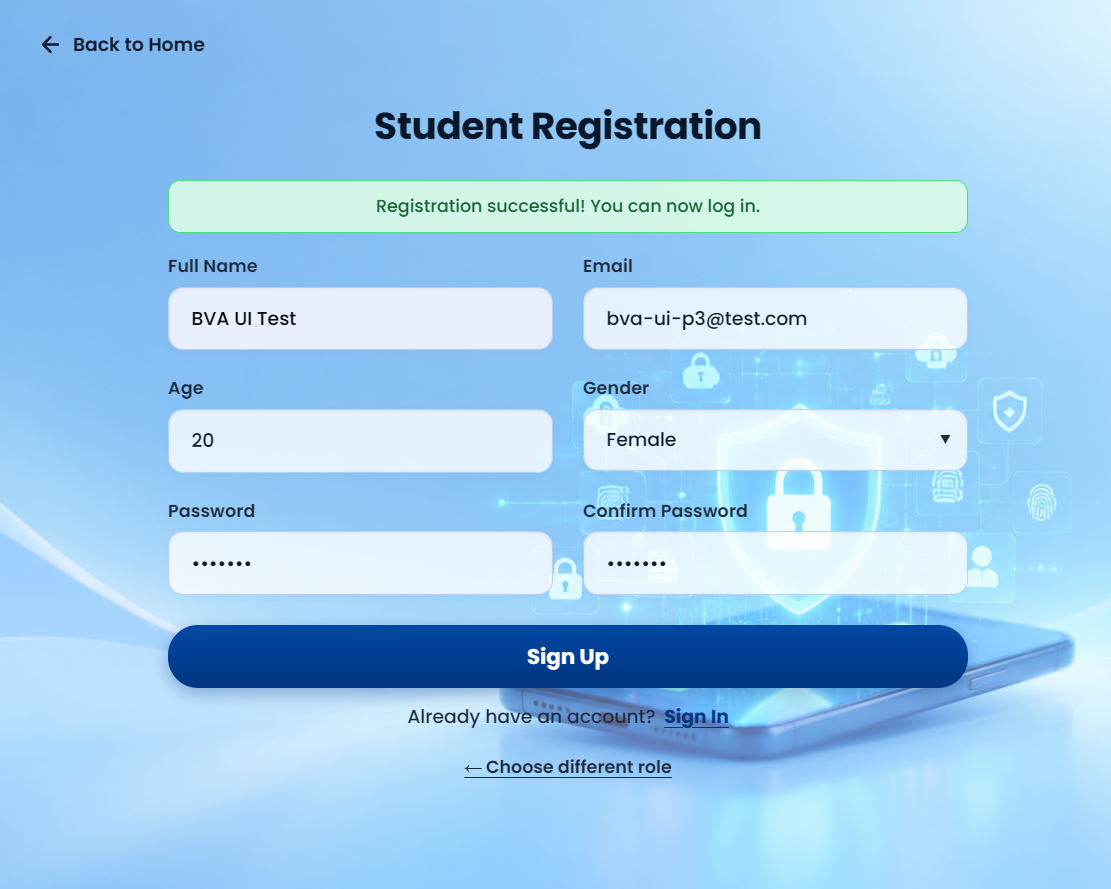 ← Back to Home
Student Registration
Registration successful! You can now log in.
Full Name
Email
BVA UI Test
bva-ui-p3@test.com
Age
Gender
20
Female
Password
Confirm Password
•••••••
•••••••
Sign Up
Already have an account? Sign In
← Choose different role